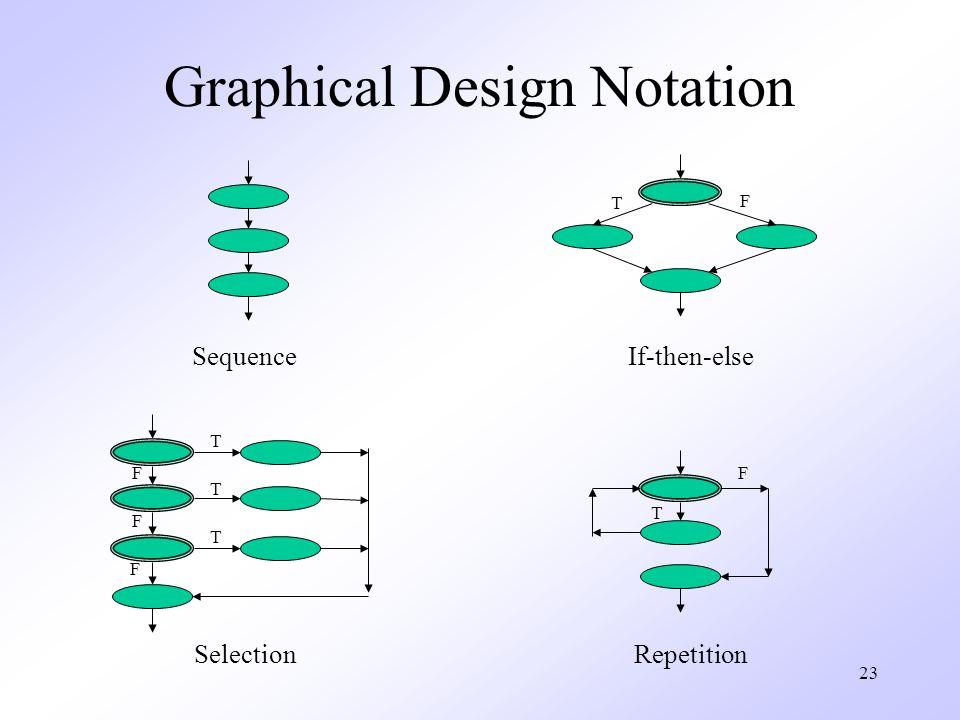 Graphical Design Notation
T F
Sequence If-then-else
T
F
T
F
T
F
F
T
Selection Repetition
23